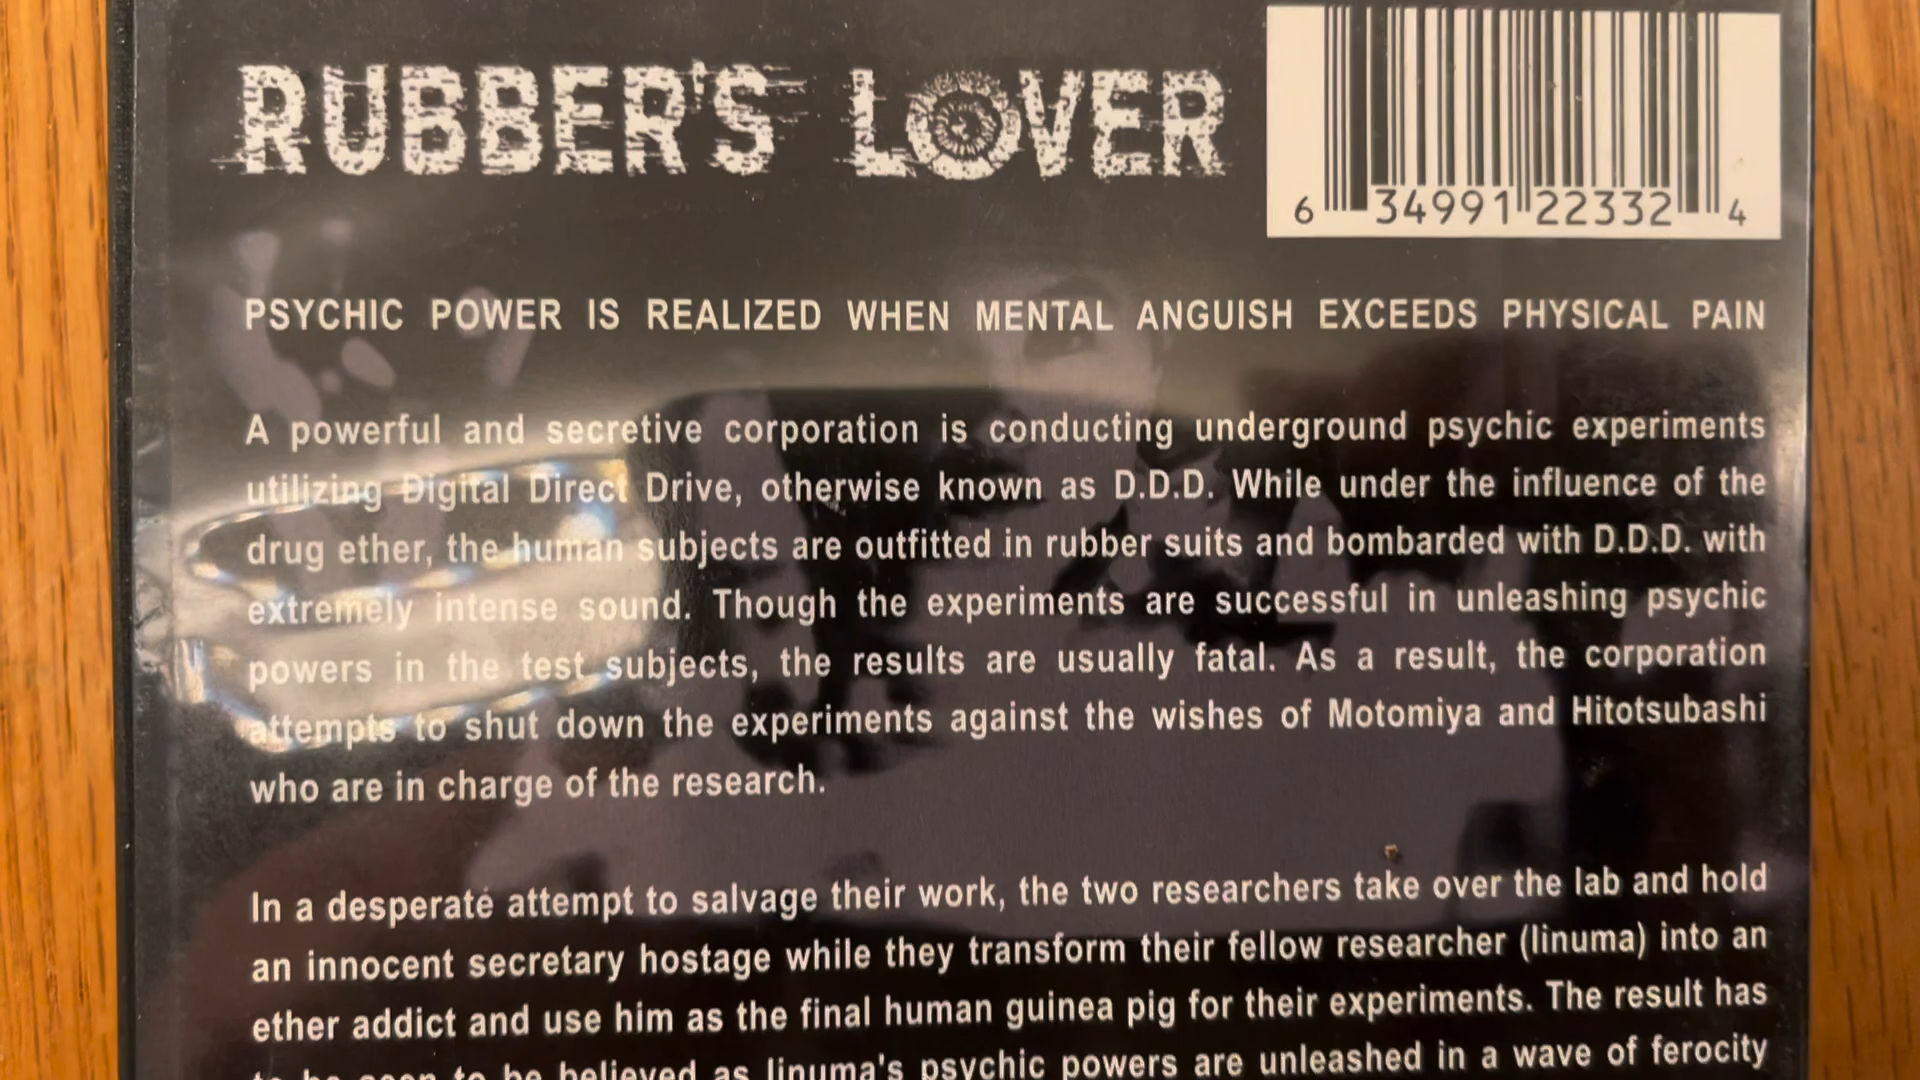 RUBBER'S LOVER
6 34991 22332 4
PSYCHIC POWER IS REALIZED WHEN MENTAL ANGUISH EXCEEDS PHYSICAL PAIN
A powerful and secretive corporation is conducting underground psychic experiments
utilizing Digital Direct Drive, otherwise known as D.D.D. While under the influence of the
drug ether, the human subjects are outfitted in rubber suits and bombarded with D.D.D. with
extremely intense sound. Though the experiments are successful in unleashing psychic
powers in the test subjects, the results are usually fatal. As a result, the corporation
attempts to shut down the experiments against the wishes of Motomiya and Hitotsubashi
who are in charge of the research.
In a desperate attempt to salvage their work, the two researchers take over the lab and hold
an innocent secretary hostage while they transform their fellow researcher (Iinuma) into an
ether addict and use him as the final human guinea pig for their experiments. The result has
to be seen to be believed as Iinuma's psychic powers are unleashed in a wave of ferocity